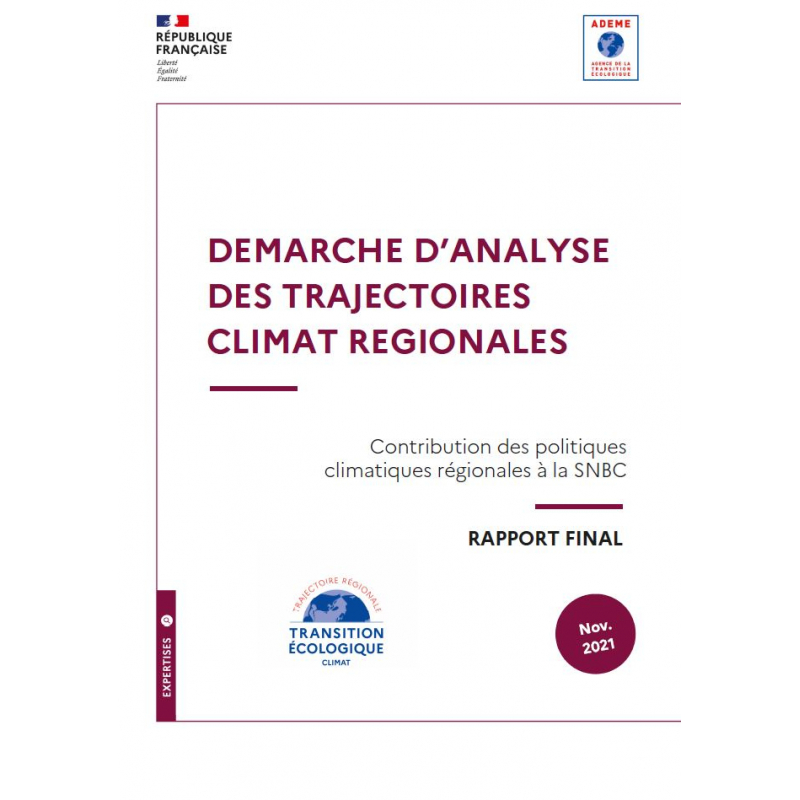 RÉPUBLIQUE
FRANÇAISE
Liberté
Égalité
Fraternité
ADEME
AGENCE DE LA
TRANSITION
ÉCOLOGIQUE
DEMARCHE D’ANALYSE
DES TRAJECTOIRES
CLIMAT REGIONALES
Contribution des politiques
climatiques régionales à la SNBC
RAPPORT FINAL
TRAJECTOIRE RÉGIONALE
TRANSITION
ÉCOLOGIQUE
CLIMAT
Nov.
2021
EXPERTISES